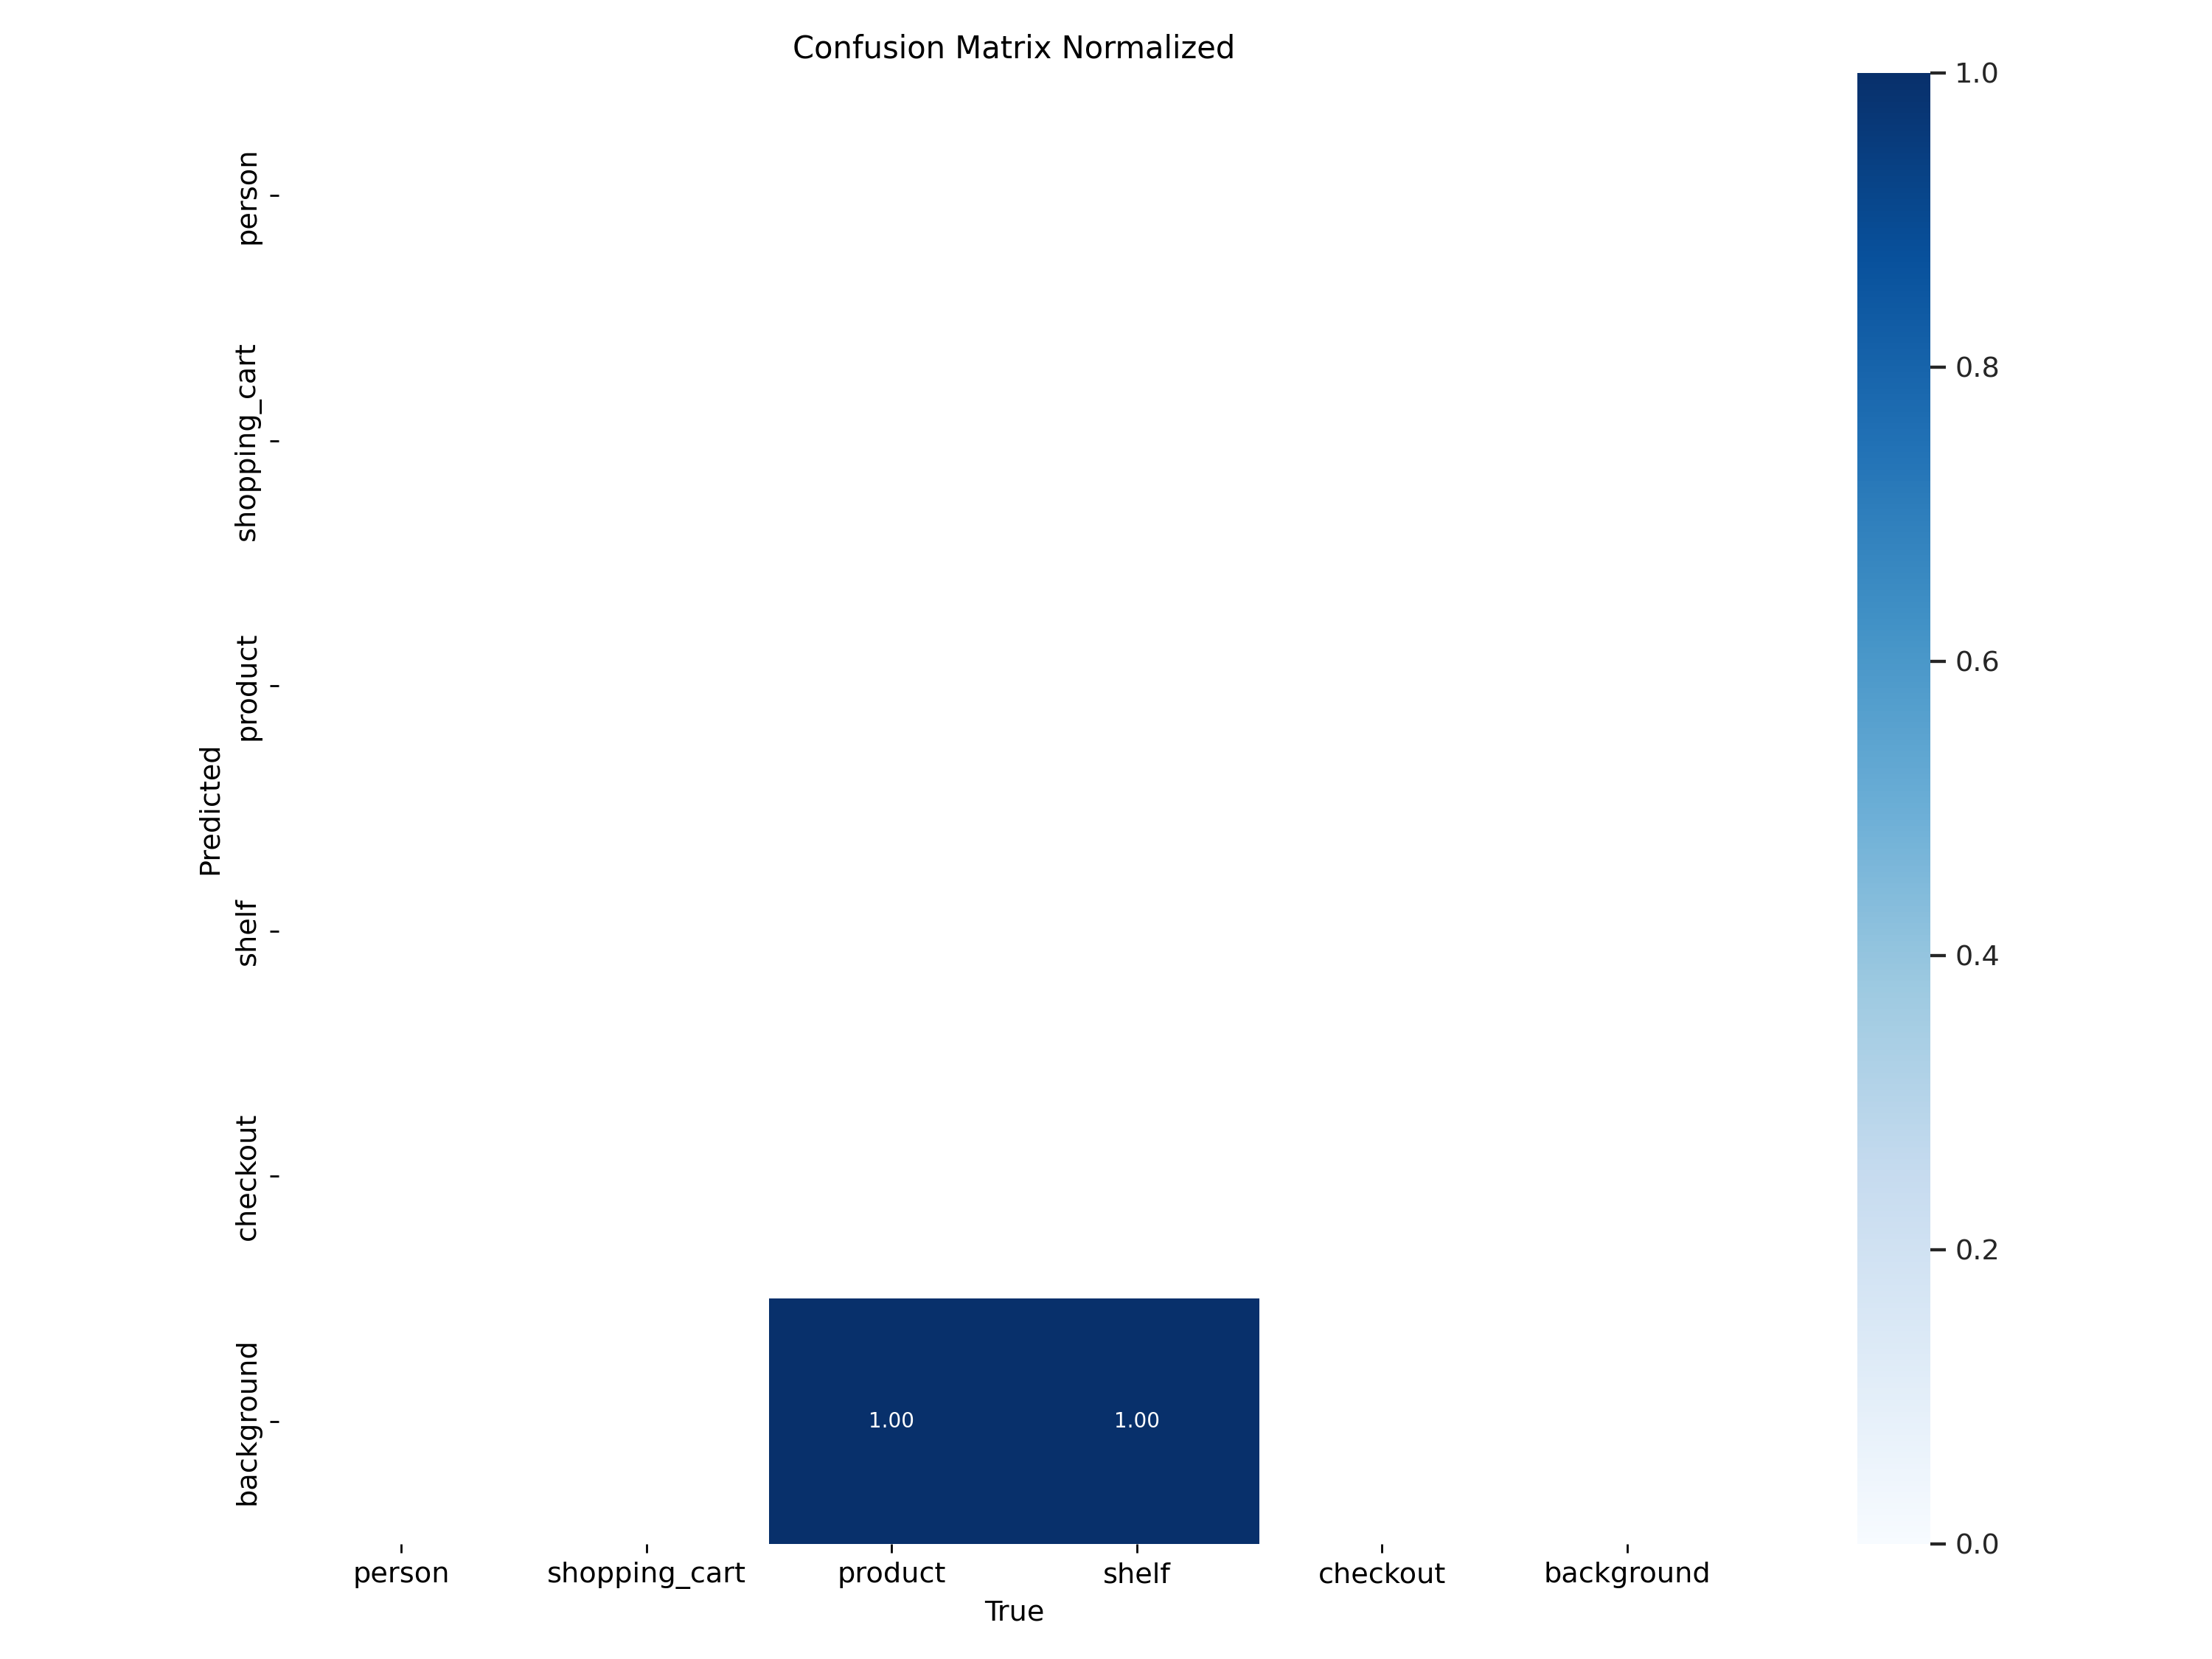 Confusion Matrix Normalized
person
shopping_cart
product
shelf
checkout
background
Predicted
1.00 1.00
person shopping_cart product shelf checkout background
True
1.0
0.8
0.6
0.4
0.2
0.0